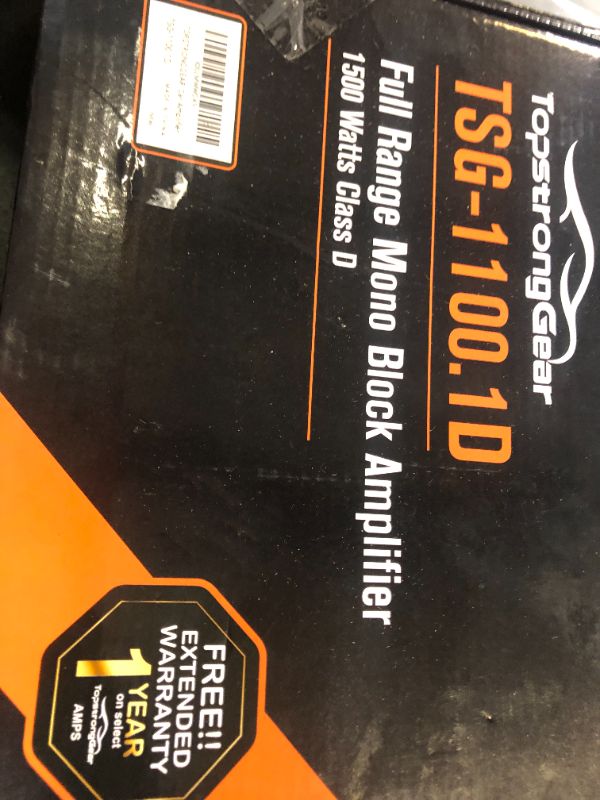 TopstrongGear
TSG-1100.1D
Full Range Mono Block Amplifier
1500 Watts Class D
FREE!!
EXTENDED
WARRANTY
1 YEAR
on select
TopstrongGear
AMPS